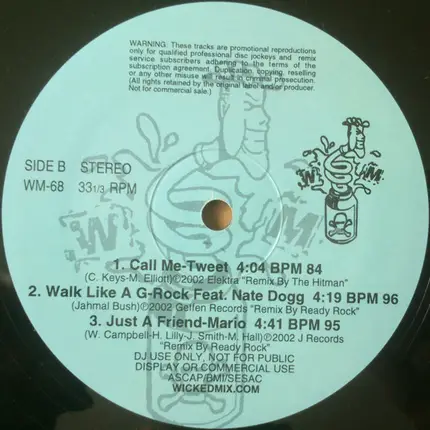 WARNING: These tracks are promotional reproductions
only for qualified professional disc jockeys and remix
service subscribers adhering to the terms of the
subscription agreement. Duplication, copying, reselling
or any other misuse will result in criminal prosecution.
(All rights retained by the original label and/or producer.
Not for commercial sale.)
SIDE B STEREO
WM-68 33 1/3 RPM
W M
W M
1. Call Me-Tweet 4:04 BPM 84
(C. Keys-M. Elliott)©2002 Elektra "Remix By The Hitman"
2. Walk Like A G-Rock Feat. Nate Dogg 4:19 BPM 96
(Jahmal Bush)©2002 Geffen Records "Remix By Ready Rock"
3. Just A Friend-Mario 4:41 BPM 95
(W. Campbell-H. Lilly-J. Smith-M. Hall)©2002 J Records
"Remix By Ready Rock"
DJ USE ONLY, NOT FOR PUBLIC
DISPLAY OR COMMERCIAL USE
ASCAP/BMI/SESAC
WICKEDMIX.COM